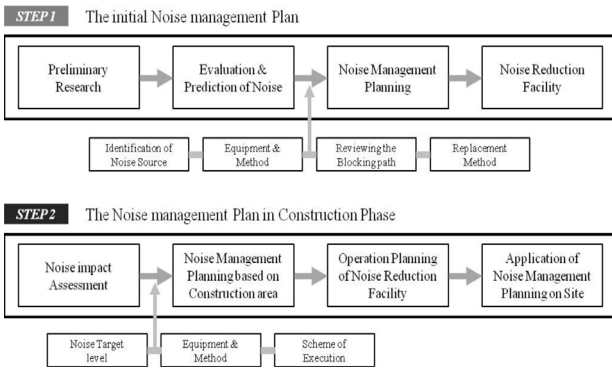 STEP 1 The initial Noise management Plan
Preliminary
Research
Evaluation &
Prediction of Noise
Noise Management
Planning
Noise Reduction
Facility
Identification of
Noise Source
Equipment &
Method
Reviewing the
Blocking path
Replacement
Method
STEP 2 The Noise management Plan in Construction Phase
Noise impact
Assessment
Noise Management
Planning based on
Construction area
Operation Planning
of Noise Reduction
Facility
Application of
Noise Management
Planning on Site
Noise Target
level
Equipment &
Method
Scheme of
Execution